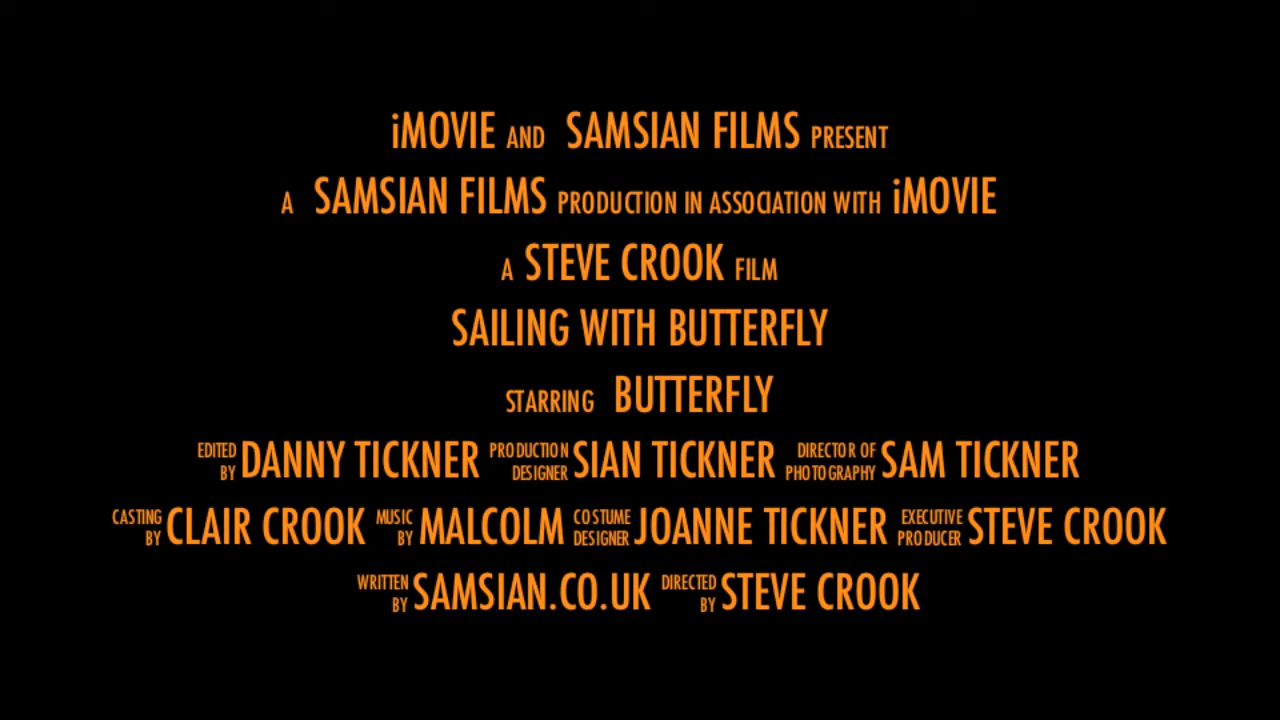 iMOVIE AND SAMSIAN FILMS PRESENT
A SAMSIAN FILMS PRODUCTION IN ASSOCIATION WITH iMOVIE
A STEVE CROOK FILM
SAILING WITH BUTTERFLY
STARRING BUTTERFLY
EDITED BY DANNY TICKNER PRODUCTION DESIGNER SIAN TICKNER DIRECTOR OF PHOTOGRAPHY SAM TICKNER
CASTING BY CLAIR CROOK MUSIC BY MALCOLM COSTUME DESIGNER JOANNE TICKNER EXECUTIVE PRODUCER STEVE CROOK
WRITTEN BY SAMSIAN.CO.UK DIRECTED BY STEVE CROOK